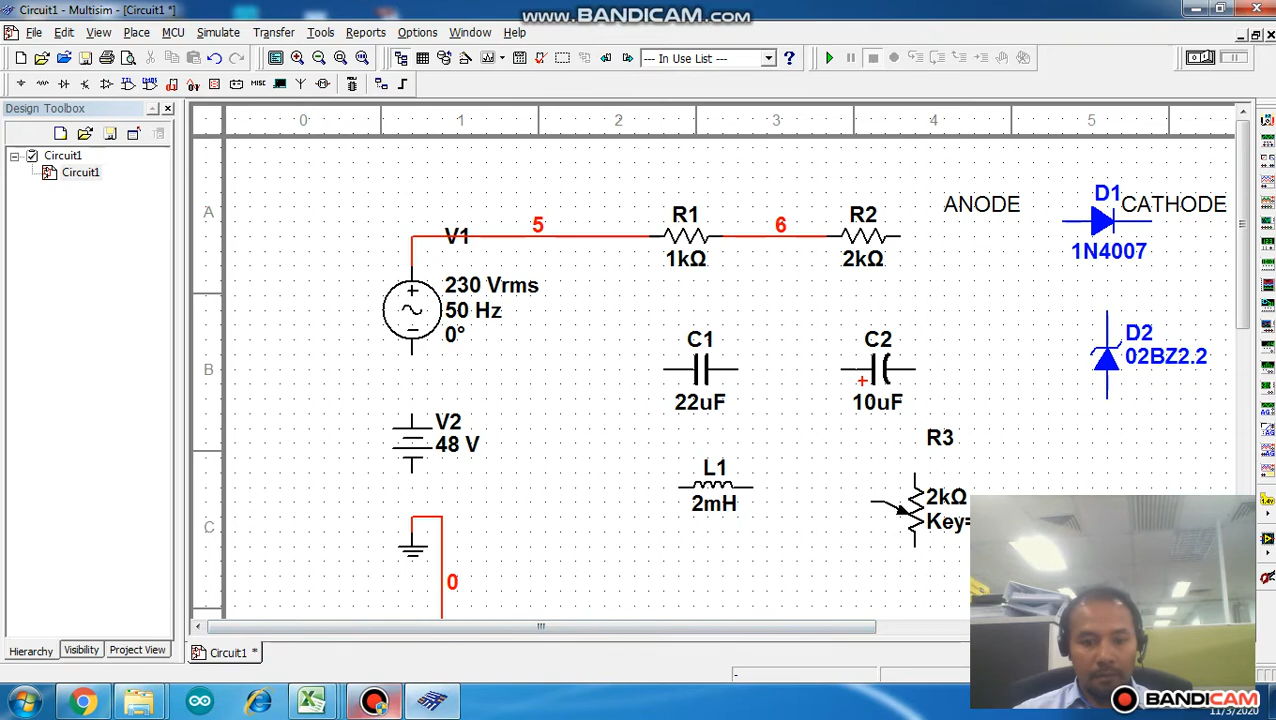 Circuit1 - Multisim - [Circuit1 *]
www.BANDICAM.com
File Edit View Place MCU Simulate Transfer Tools Reports Options Window Help
--- In Use List ---
MISC
Design Toolbox
Circuit1
Circuit1
0 1 2 3 4 5
A
B
C
V1
230 Vrms
50 Hz
0°
5
R1
1kΩ
6
R2
2kΩ
ANODE
D1
CATHODE
1N4007
C1
22uF
C2
10uF
D2
02BZ2.2
V2
48 V
L1
2mH
R3
2kΩ
Key=
0
Hierarchy Visibility Project View
Circuit1 *
BANDICAM
11/3/2020